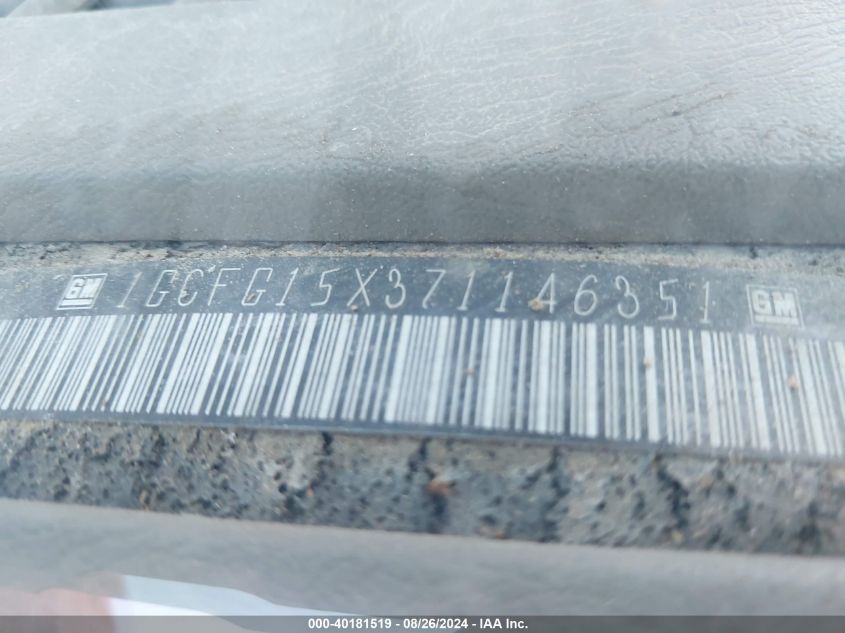 GM 1GCFG15X371146351 GM
000-40181519 / 08/26/2024 - IAA Inc.